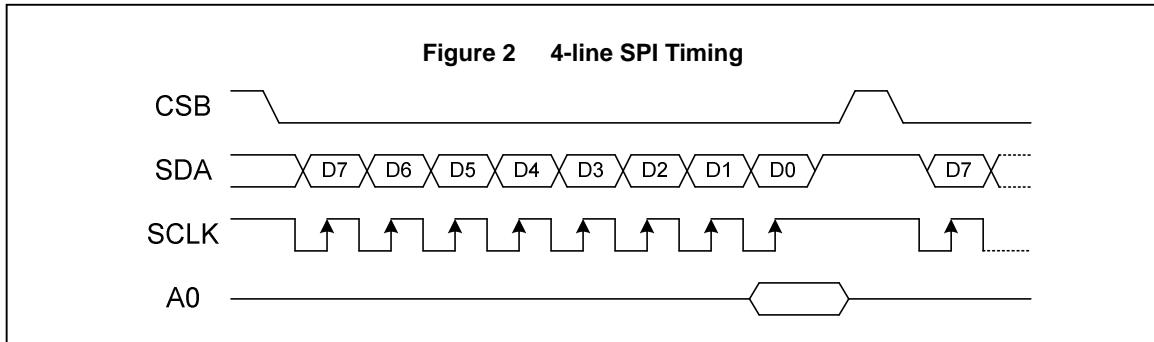 Figure 2 4-line SPI Timing
CSB
SDA D7 D6 D5 D4 D3 D2 D1 D0 D7
SCLK
A0